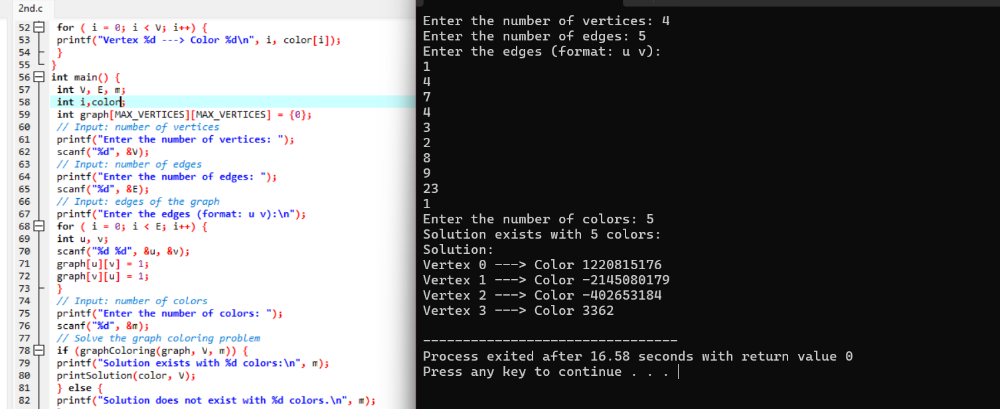 2nd.c
52 for ( i = 0; i < V; i++) {
53 printf("Vertex %d ---> Color %d\n", i, color[i]);
54 }
55 }
56 int main() {
57 int V, E, m;
58 int i,color;
59 int graph[MAX_VERTICES][MAX_VERTICES] = {0};
60 // Input: number of vertices
61 printf("Enter the number of vertices: ");
62 scanf("%d", &V);
63 // Input: number of edges
64 printf("Enter the number of edges: ");
65 scanf("%d", &E);
66 // Input: edges of the graph
67 printf("Enter the edges (format: u v):\n");
68 for ( i = 0; i < E; i++) {
69 int u, v;
70 scanf("%d %d", &u, &v);
71 graph[u][v] = 1;
72 graph[v][u] = 1;
73 }
74 // Input: number of colors
75 printf("Enter the number of colors: ");
76 scanf("%d", &m);
77 // Solve the graph coloring problem
78 if (graphColoring(graph, V, m)) {
79 printf("Solution exists with %d colors:\n", m);
80 printSolution(color, V);
81 } else {
82 printf("Solution does not exist with %d colors.\n", m);
Enter the number of vertices: 4
Enter the number of edges: 5
Enter the edges (format: u v):
1
4
7
4
3
2
8
9
23
1
Enter the number of colors: 5
Solution exists with 5 colors:
Solution:
Vertex 0 ---> Color 1220815176
Vertex 1 ---> Color -2145080179
Vertex 2 ---> Color -402653184
Vertex 3 ---> Color 3362
--------------------------------
Process exited after 16.58 seconds with return value 0
Press any key to continue . . .